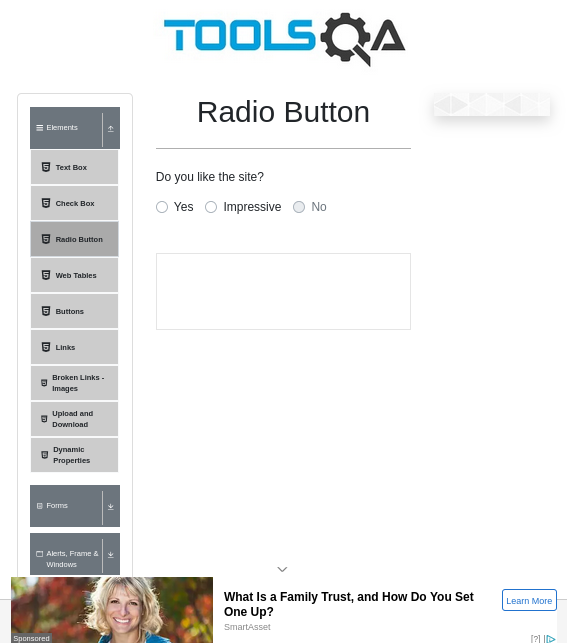 TOOLSQA
Elements
Text Box
Check Box
Radio Button
Web Tables
Buttons
Links
Broken Links -
Images
Upload and
Download
Dynamic
Properties
Forms
Alerts, Frame &
Windows
Radio Button
Do you like the site?
Yes Impressive No
Sponsored
What Is a Family Trust, and How Do You Set
One Up?
SmartAsset
Learn More
[?]